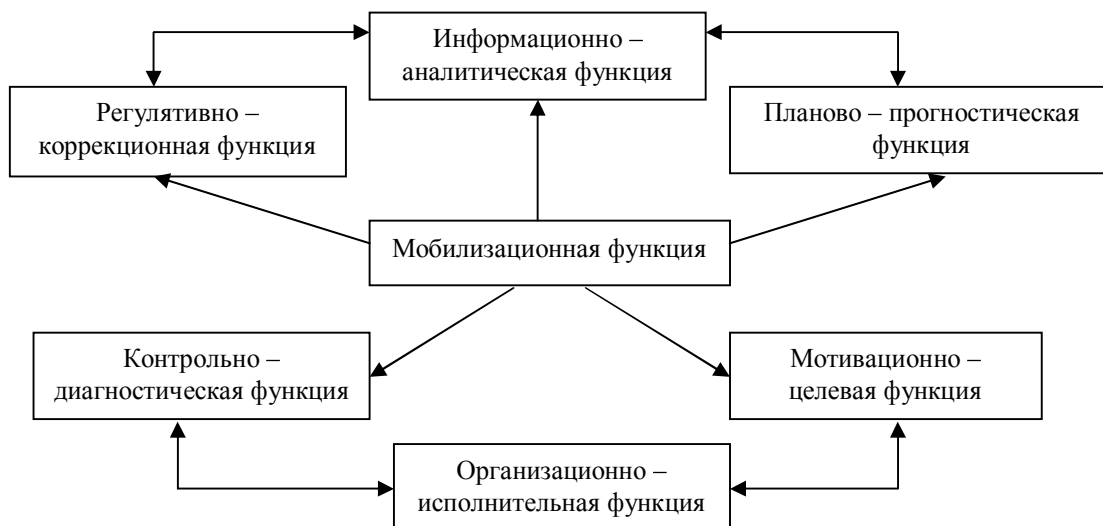 Информационно –
аналитическая функция
Регулятивно –
коррекционная функция
Планово – прогностическая
функция
Мобилизационная функция
Контрольно –
диагностическая функция
Мотивационно –
целевая функция
Организационно –
исполнительная функция